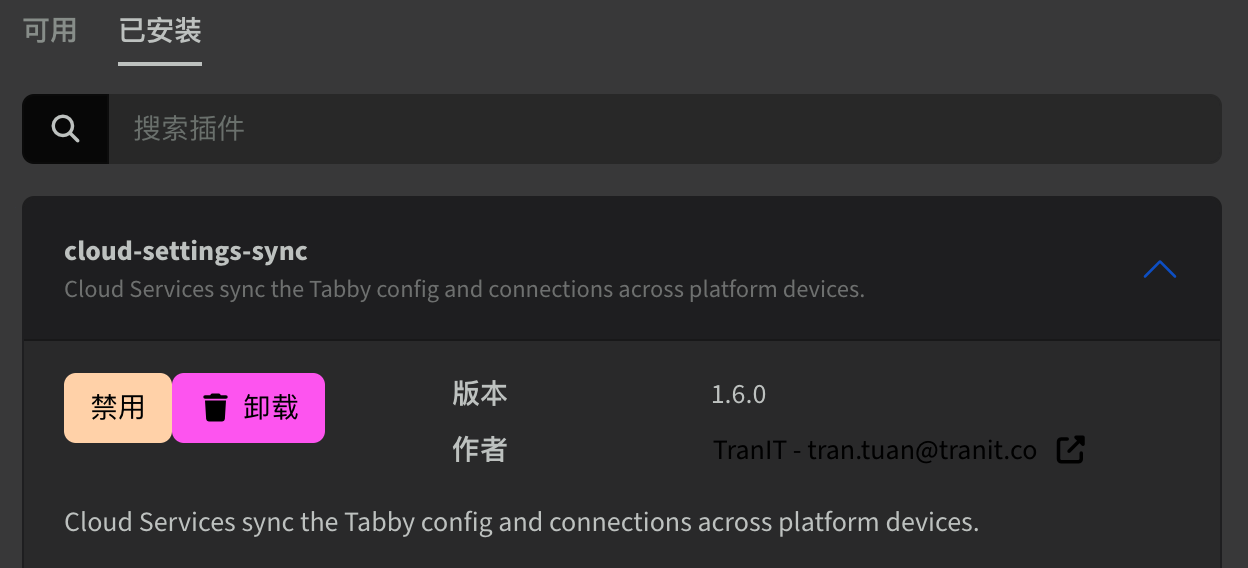 可用 已安装
搜索插件
cloud-settings-sync
Cloud Services sync the Tabby config and connections across platform devices.
禁用 卸载 版本 1.6.0
作者 TranIT - tran.tuan@tranit.co
Cloud Services sync the Tabby config and connections across platform devices.